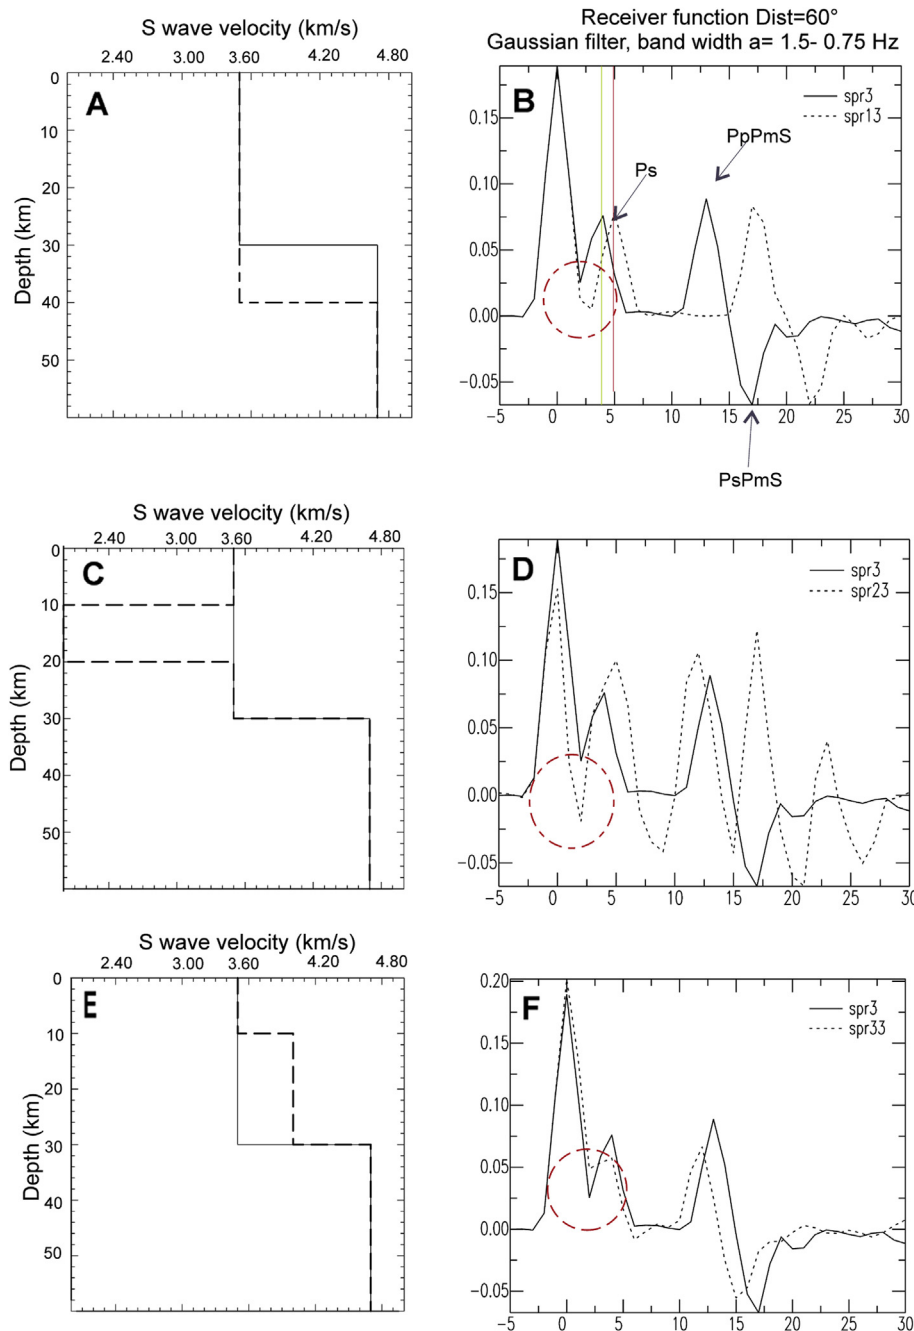 S wave velocity (km/s)
2.40 3.00 3.60 4.20 4.80
A
Depth (km)
0
10
20
30
40
50
Receiver function Dist=60°
Gaussian filter, band width a= 1.5- 0.75 Hz
B
spr3
spr13
PpPmS
Ps
PsPmS
0.15
0.10
0.05
0.00
−0.05
−5 0 5 10 15 20 25 30
S wave velocity (km/s)
2.40 3.00 3.60 4.20 4.80
C
Depth (km)
0
10
20
30
40
50
D
spr3
spr23
0.15
0.10
0.05
0.00
−0.05
−5 0 5 10 15 20 25 30
S wave velocity (km/s)
2.40 3.00 3.60 4.20 4.80
E
Depth (km)
0
10
20
30
40
50
F
spr3
spr33
0.20
0.15
0.10
0.05
0.00
−0.05
−5 0 5 10 15 20 25 30